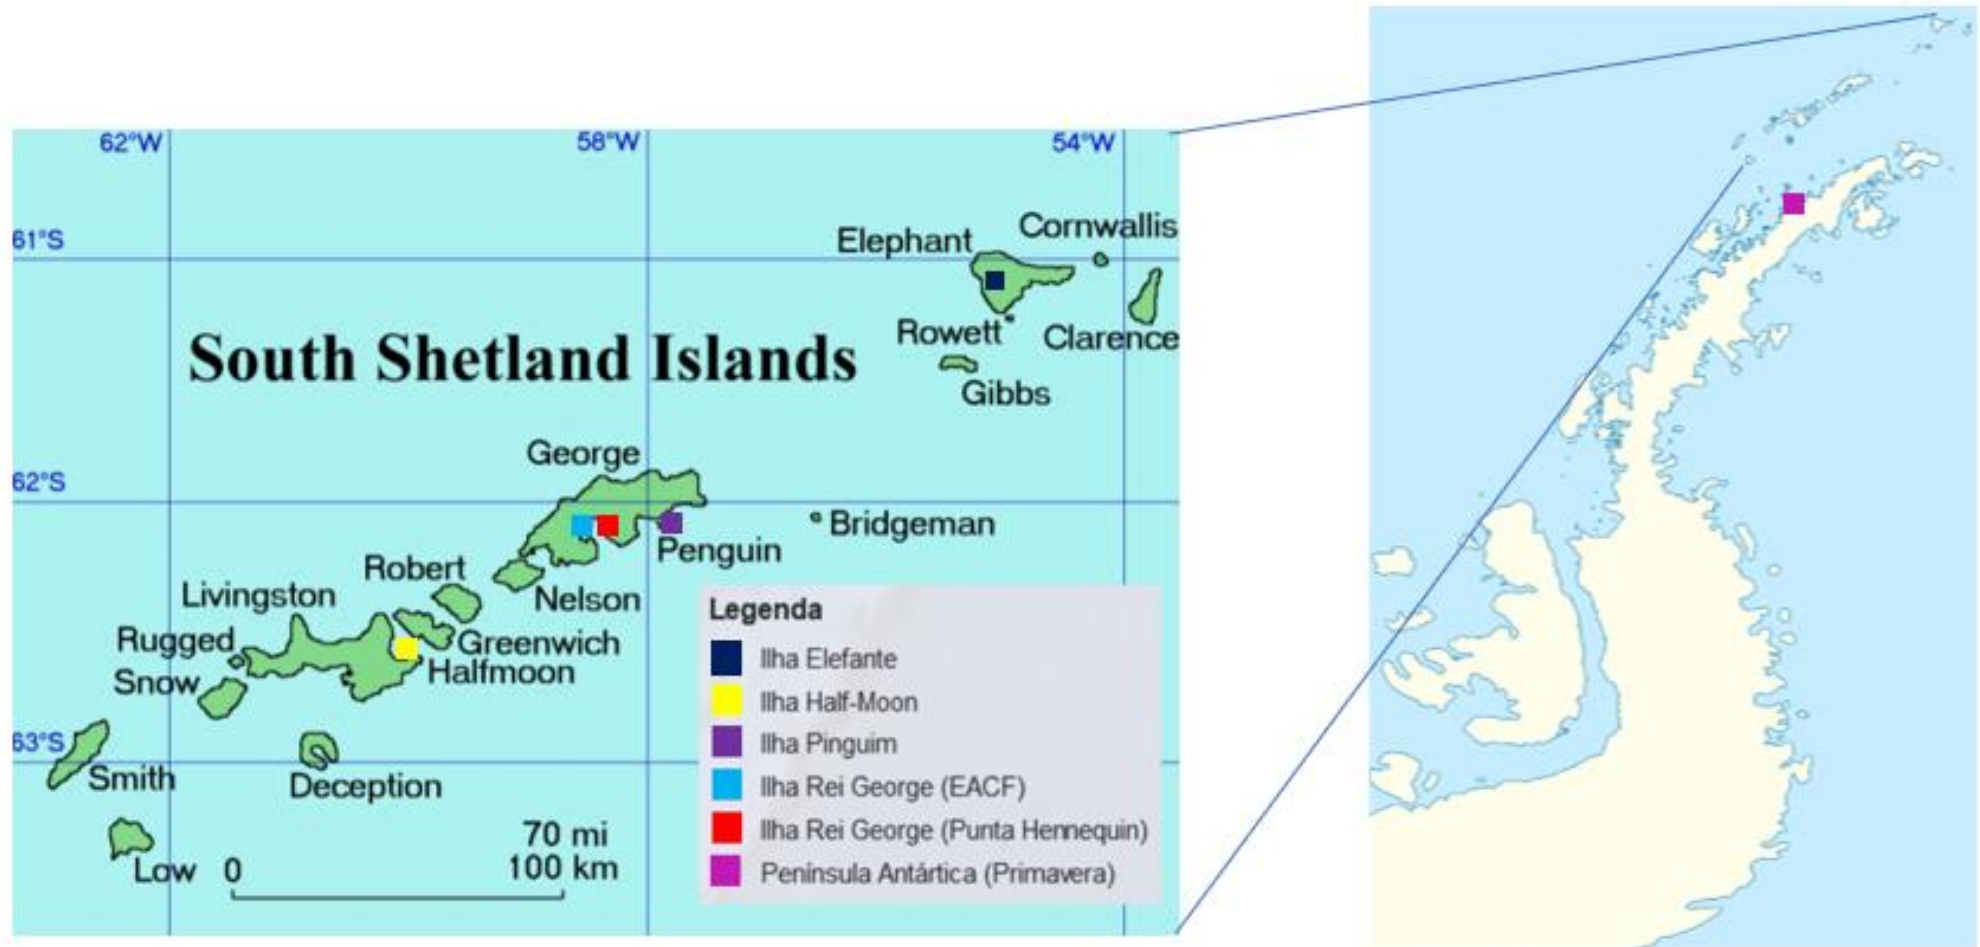 62°W
58°W
54°W
61°S
Cornwallis
Elephant
Rowett
Clarence
South Shetland Islands
Gibbs
George
62°S
Bridgeman
Penguin
Robert
Nelson
Livingston
Rugged
Greenwich
Halfmoon
Snow
63°S
Smith
Deception
Low
0
70 mi
100 km
Legenda
Ilha Elefante
Ilha Half-Moon
Ilha Pinguim
Ilha Rei George (EACF)
Ilha Rei George (Punta Hennequin)
Península Antártica (Primavera)